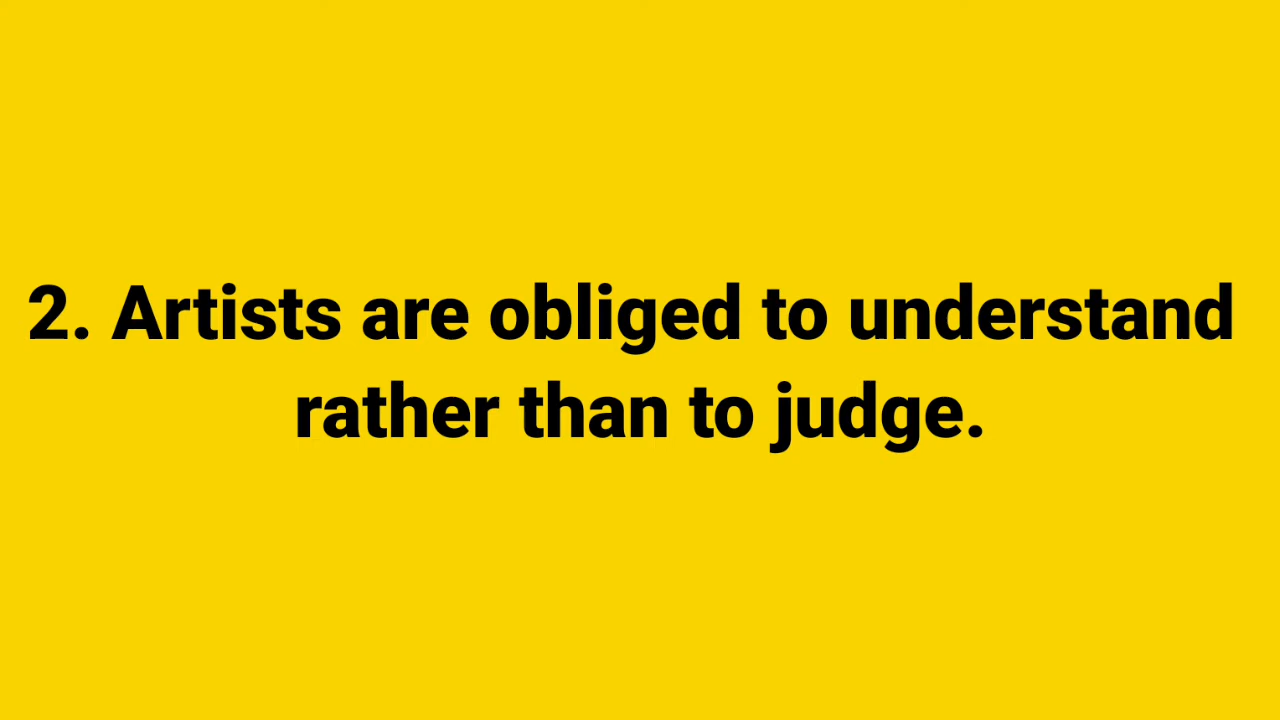 2. Artists are obliged to understand
rather than to judge.